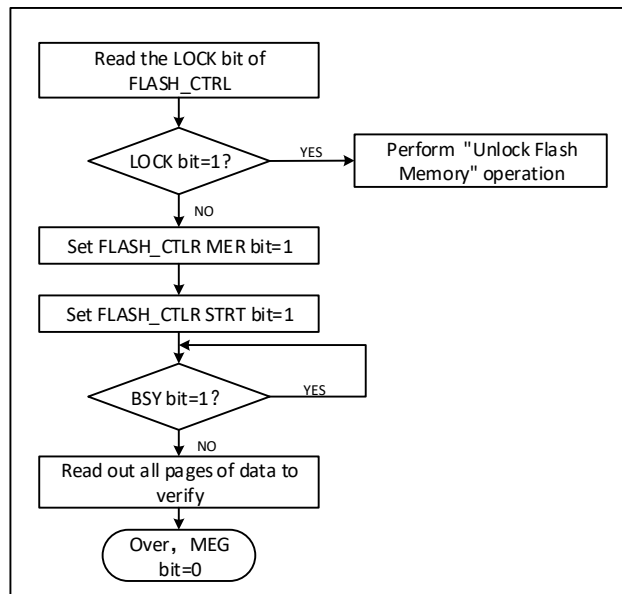 Read the LOCK bit of
FLASH_CTRL
LOCK bit=1?
YES
Perform "Unlock Flash
Memory" operation
NO
Set FLASH_CTLR MER bit=1
Set FLASH_CTLR STRT bit=1
BSY bit=1?
YES
NO
Read out all pages of data to
verify
Over，MEG
bit=0